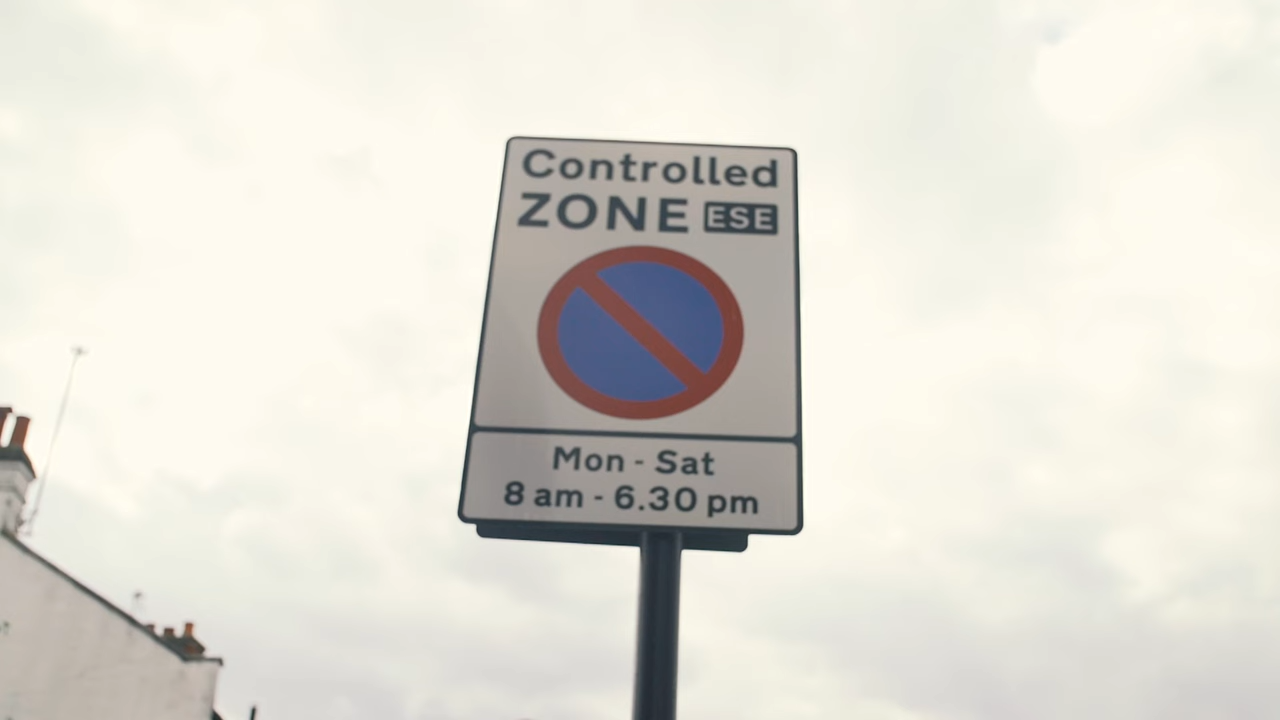 Controlled
ZONE ESE
Mon - Sat
8 am - 6.30 pm